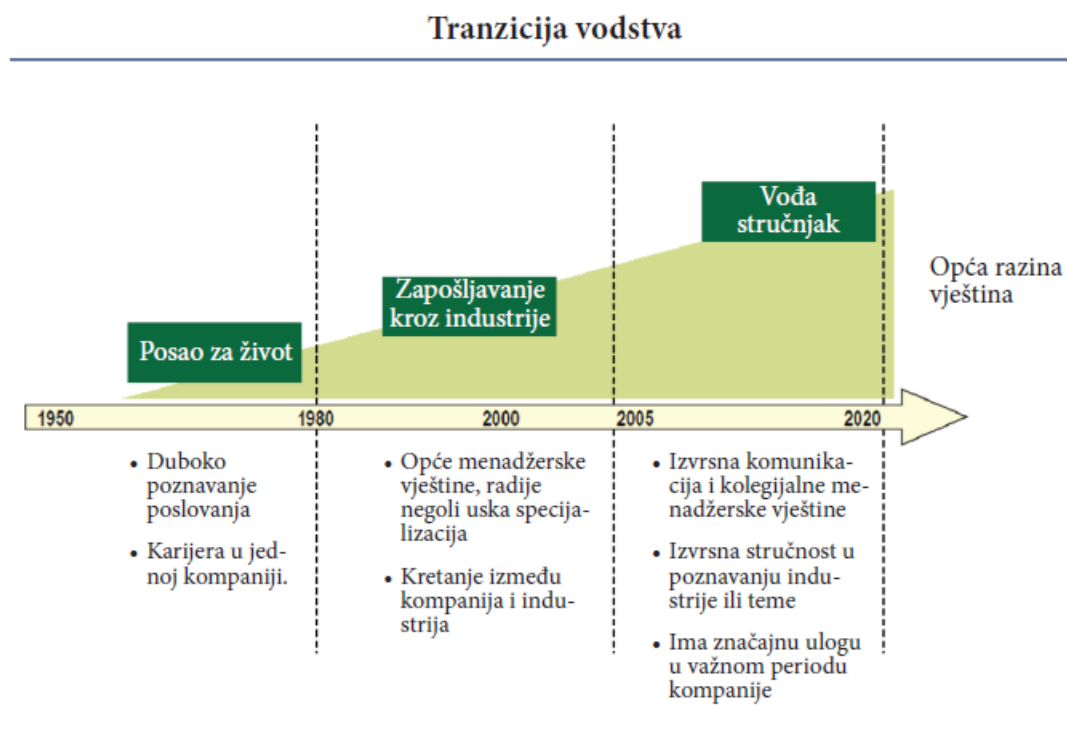 Tranzicija vodstva
Vođa
stručnjak
Opća razina
vještina
Zapošljavanje
kroz industrije
Posao za život
1950
1980
2000
2005
2020
• Duboko
poznavanje
poslovanja
• Karijera u jed-
noj kompaniji.
• Opće menadžerske
vještine, radije
negoli uska specija-
lizacija
• Kretanje između
kompanija i indu-
strija
• Izvrsna komunika-
cija i kolegijalne me-
nadžerske vještine
• Izvrsna stručnost u
poznavanju indu-
strije ili teme
• Ima značajnu ulogu
u važnom periodu
kompanije